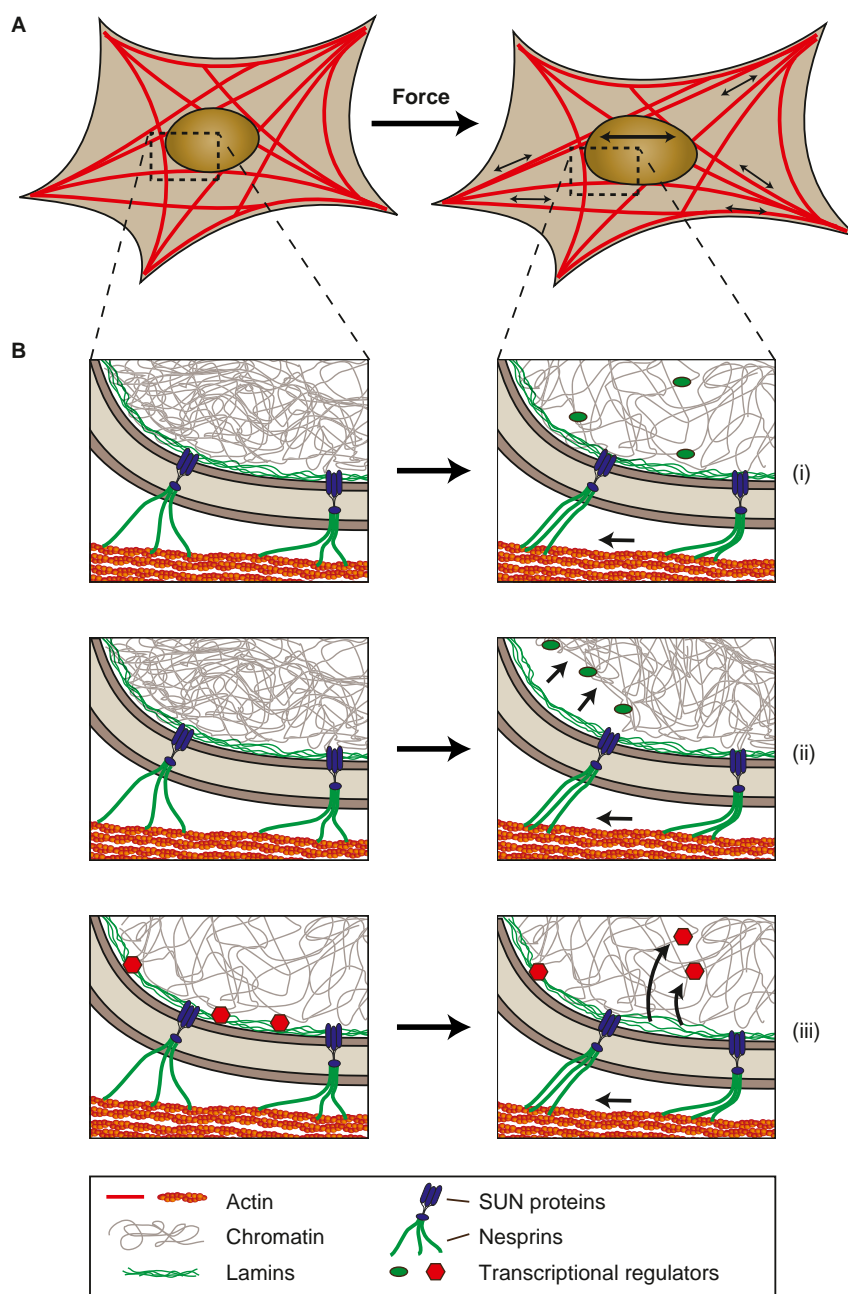 A
Force
B
(i)
(ii)
(iii)
Actin
SUN proteins
Chromatin
Nesprins
Lamins
Transcriptional regulators